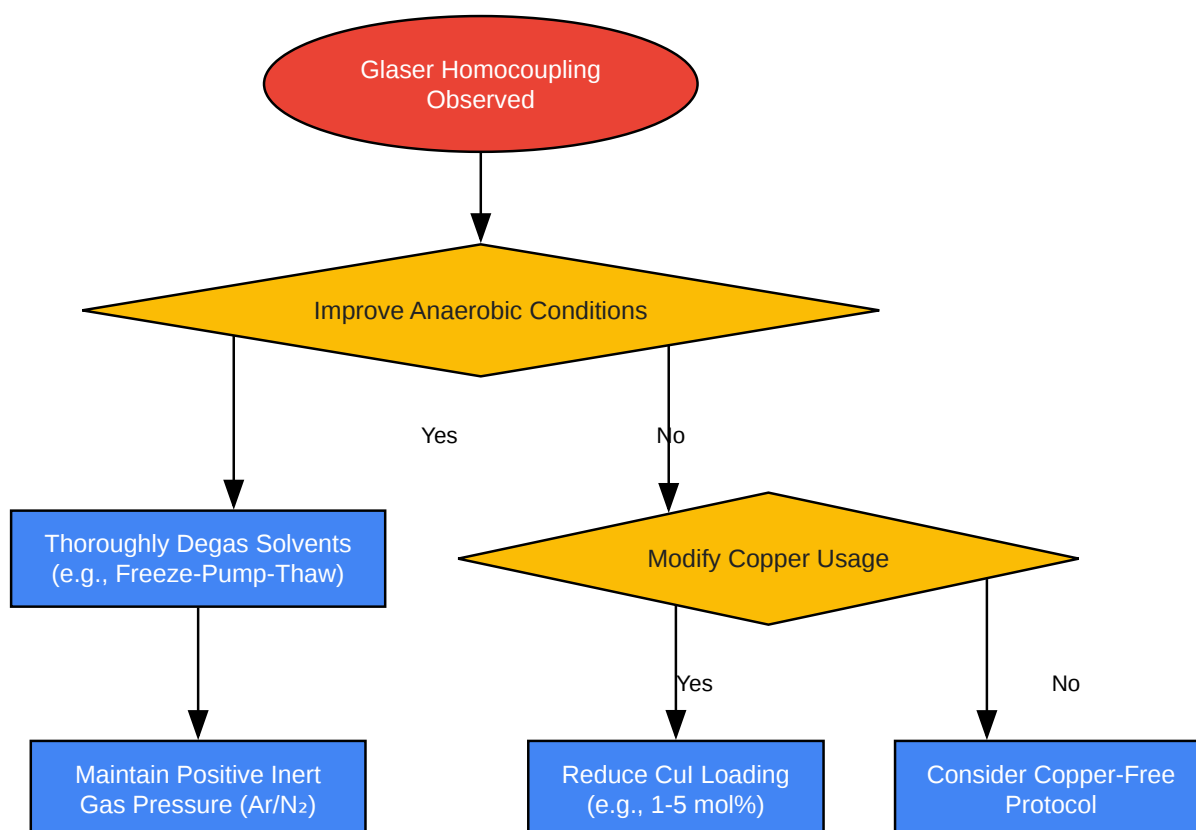 Glaser Homocoupling
Observed
Improve Anaerobic Conditions
Yes
No
Thoroughly Degas Solvents
(e.g., Freeze-Pump-Thaw)
Modify Copper Usage
Yes
No
Maintain Positive Inert
Gas Pressure (Ar/N₂)
Reduce CuI Loading
(e.g., 1-5 mol%)
Consider Copper-Free
Protocol